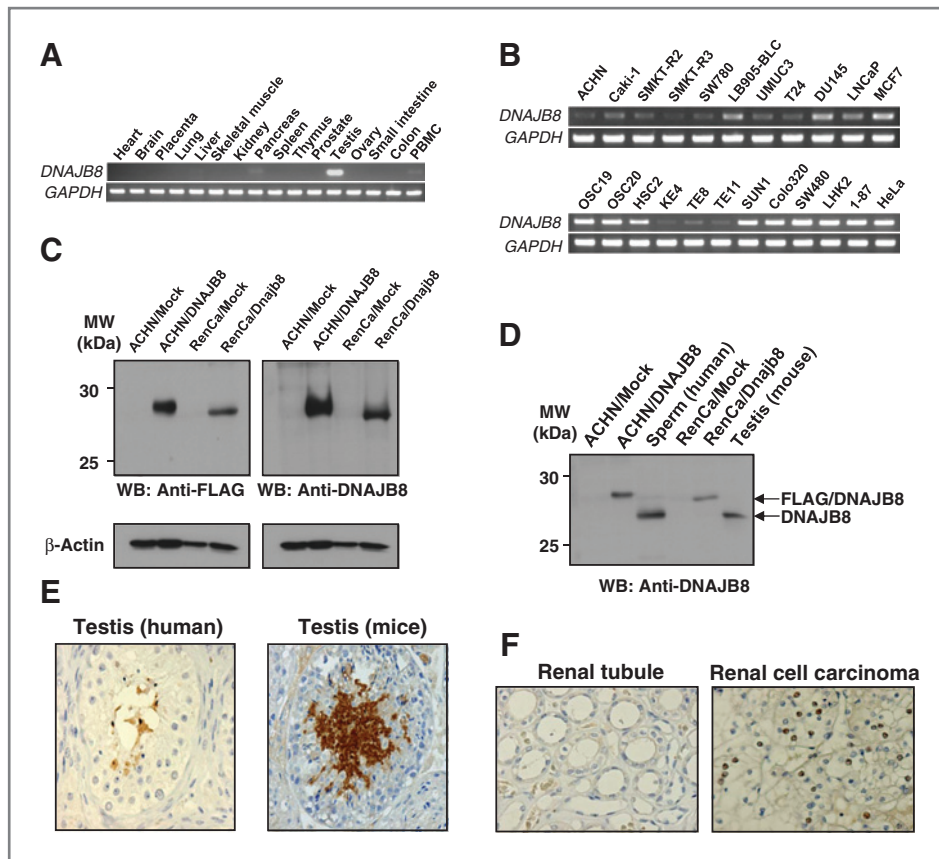 A
Heart
Brain
Placenta
Lung
Liver
Skeletal muscle
Kidney
Pancreas
Spleen
Thymus
Prostate
Testis
Ovary
Small intestine
Colon
PBMC
DNAJB8
GAPDH
B
ACHN
Caki-1
SMKT-R2
SMKT-R3
SW780
LB905-BLC
UMUC3
T24
DU145
LNCaP
MCF7
DNAJB8
GAPDH
OSC19
OSC20
HSC2
KE4
TE8
TE11
SUN1
Colo320
SW480
LHK2
1-87
HeLa
DNAJB8
GAPDH
C
MW
(kDa)
ACHN/Mock
ACHN/DNAJB8
RenCa/Mock
RenCa/Dnajb8
ACHN/Mock
ACHN/DNAJB8
RenCa/Mock
RenCa/Dnajb8
30
25
WB: Anti-FLAG
WB: Anti-DNAJB8
β-Actin
D
MW
(kDa)
ACHN/Mock
ACHN/DNAJB8
Sperm (human)
RenCa/Mock
RenCa/Dnajb8
Testis (mouse)
30
25
FLAG/DNAJB8
DNAJB8
WB: Anti-DNAJB8
E
Testis (human)
Testis (mice)
F
Renal tubule
Renal cell carcinoma